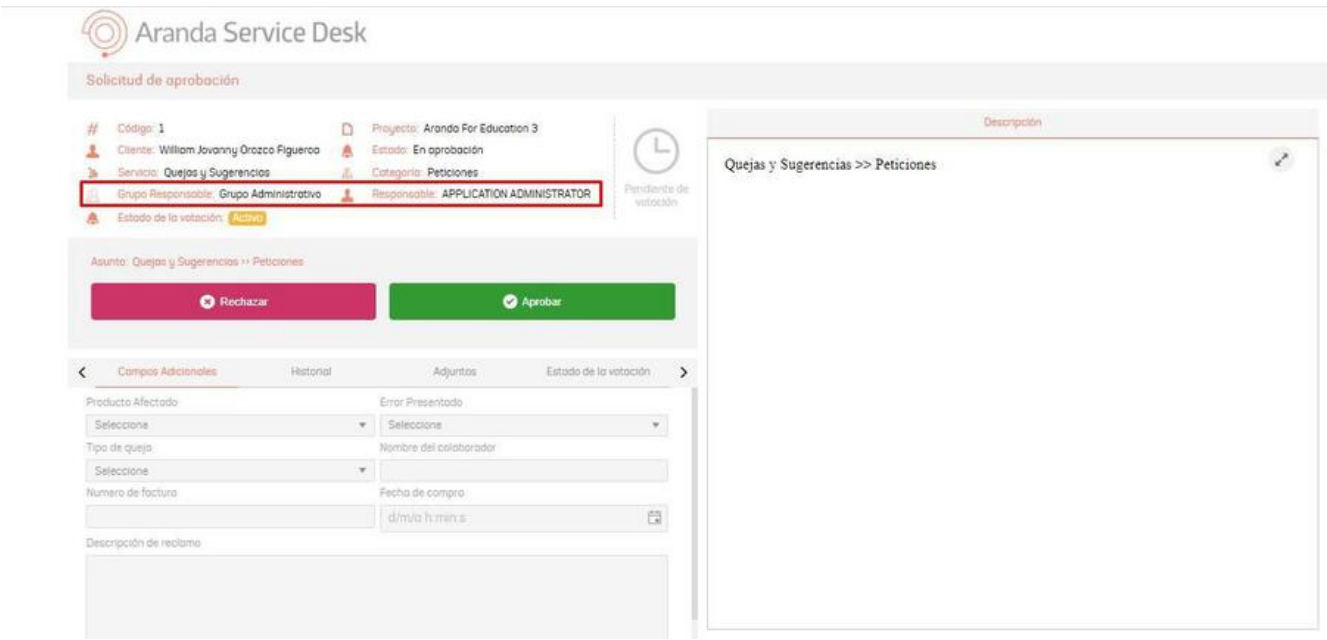 Aranda Service Desk
Solicitud de aprobación
# Código: 1
Proyecto: Aranda For Education 3
Cliente: William Jovanny Orozco Figueroa
Estado: En aprobación
Servicio: Quejas y Sugerencias
Categoría: Peticiones
Grupo Responsable: Grupo Administrativo
Responsable: APPLICATION ADMINISTRATOR
Estado de la votación: Activo
Pendiente de
votación
Asunto: Quejas y Sugerencias >> Peticiones
Rechazar
Aprobar
Campos Adicionales
Historial
Adjuntos
Estado de la votación
Producto Afectado
Error Presentado
Seleccione
Seleccione
Tipo de queja
Nombre del colaborador
Seleccione
Numero de factura
Fecha de compra
d/m/a h:min:s
Descripción de reclamo
Descripción
Quejas y Sugerencias >> Peticiones